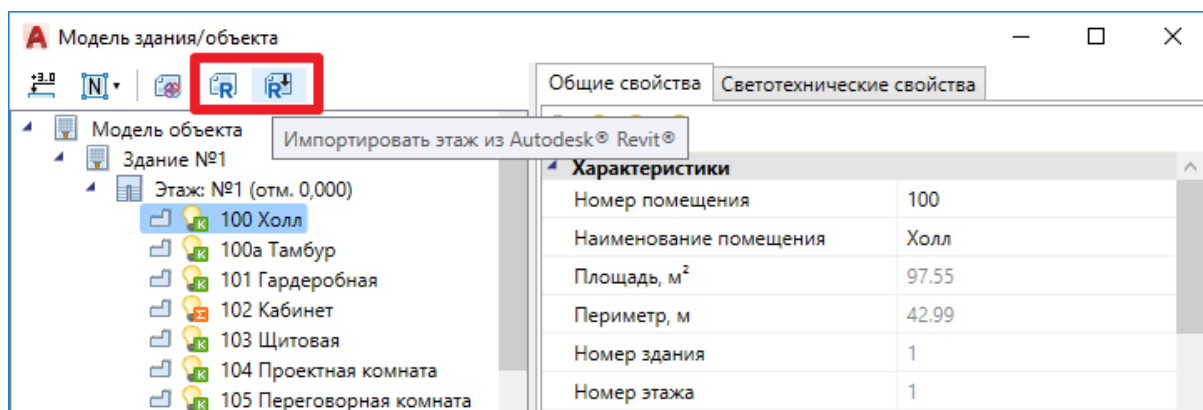 Модель здания/объекта
+3.0
N
R
R
Общие свойства
Светотехнические свойства
Импортировать этаж из Autodesk® Revit®
Модель объекта
Здание №1
Этаж: №1 (отм. 0,000)
К 100 Холл
К 100а Тамбур
К 101 Гардеробная
Σ 102 Кабинет
К 103 Щитовая
К 104 Проектная комната
К 105 Переговорная комната
Характеристики
Номер помещения 100
Наименование помещения Холл
Площадь, м² 97.55
Периметр, м 42.99
Номер здания 1
Номер этажа 1